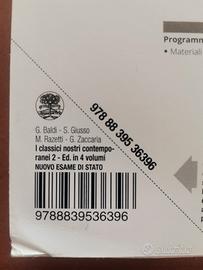 Programm
• Materiali
978 88 395 36396
G. Baldi - S. Giusso
M. Razetti - G. Zaccaria
I classici nostri contempo-
ranei 2 - Ed. in 4 volumi
NUOVO ESAME DI STATO
9788839536396
subito